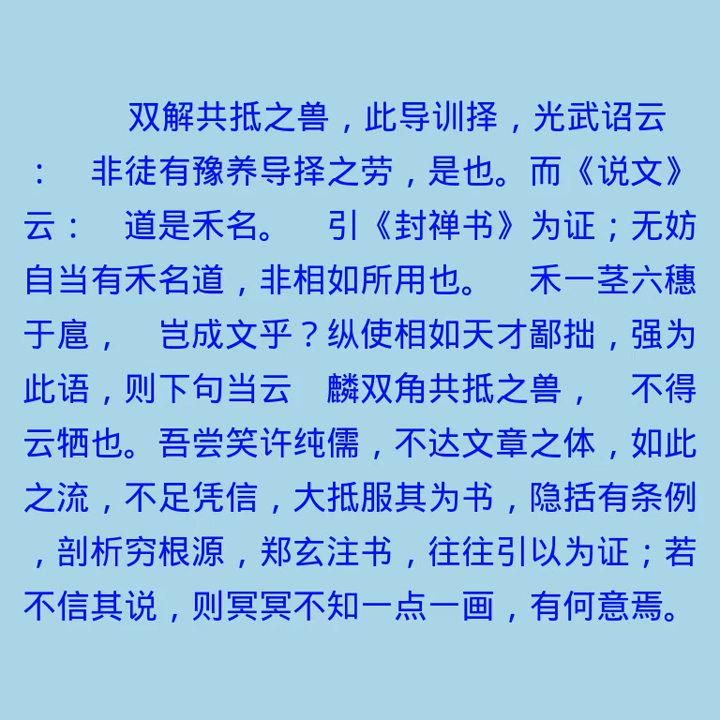 双解共抵之兽，此导训择，光武诏云
：　非徒有豫养导择之劳，是也。而《说文》
云：　道是禾名。　引《封禅书》为证；无妨
自当有禾名道，非相如所用也。　禾一茎六穗
于庖，　岂成文乎？纵使相如天才鄙拙，强为
此语，则下句当云　麟双角共抵之兽，　不得
云牺也。吾尝笑许纯儒，不达文章之体，如此
之流，不足凭信，大抵服其为书，隐括有条例
，剖析穷根源，郑玄注书，往往引以为证；若
不信其说，则冥冥不知一点一画，有何意焉。